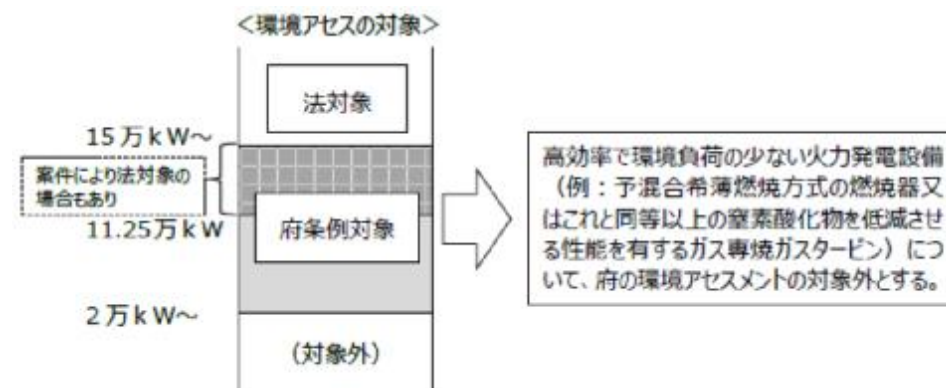 ＜環境アセスの対象＞
法対象
15万kW～
案件により法対象の
場合もあり
11.25万kW
府条例対象
2万kW～
（対象外）
高効率で環境負荷の少ない火力発電設備
（例：予混合希薄燃焼方式の燃焼器又
はこれと同等以上の窒素酸化物を低減させ
る性能を有するガス専焼ガスタービン）につ
いて、府の環境アセスメントの対象外とする。